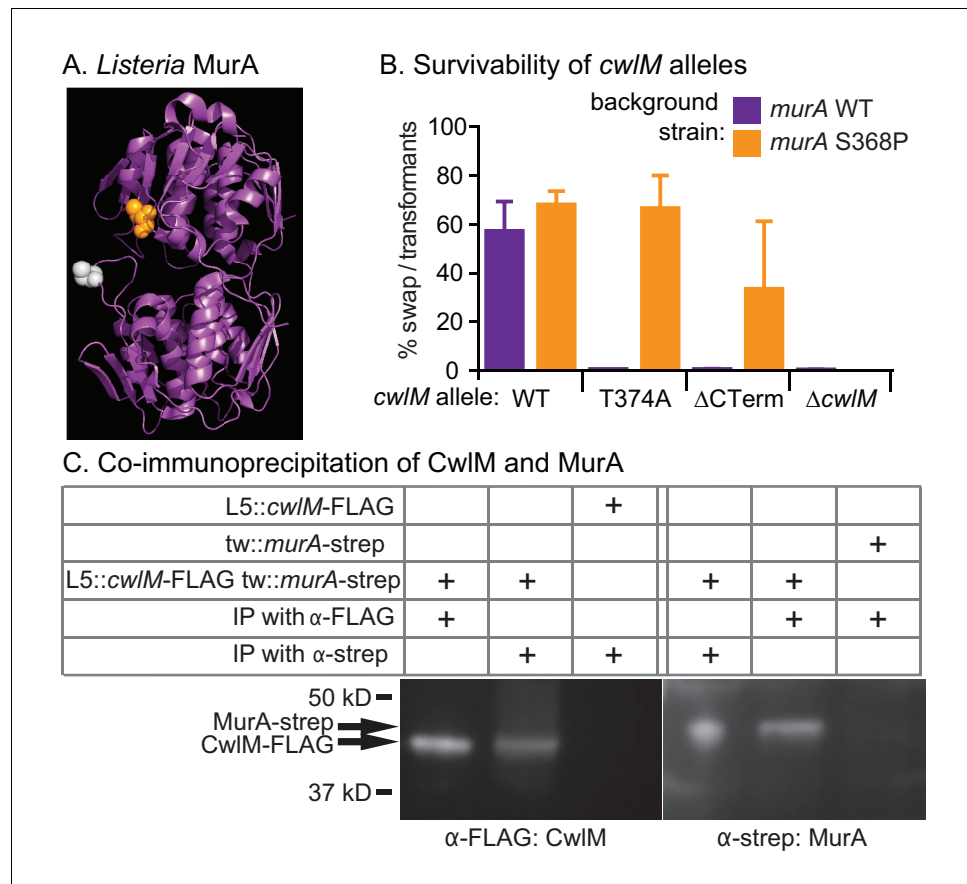 A. Listeria MurA
B. Survivability of cwlM alleles
background
strain:
murA WT
murA S368P
% swap / transformants
100
80
60
40
20
0
cwlM allele: WT T374A ΔCTerm ΔcwlM
C. Co-immunoprecipitation of CwlM and MurA
L5::cwlM-FLAG +
tw::murA-strep +
L5::cwlM-FLAG tw::murA-strep + + + +
IP with α-FLAG + + +
IP with α-strep + + +
50 kD
MurA-strep
CwlM-FLAG
37 kD
α-FLAG: CwlM
α-strep: MurA